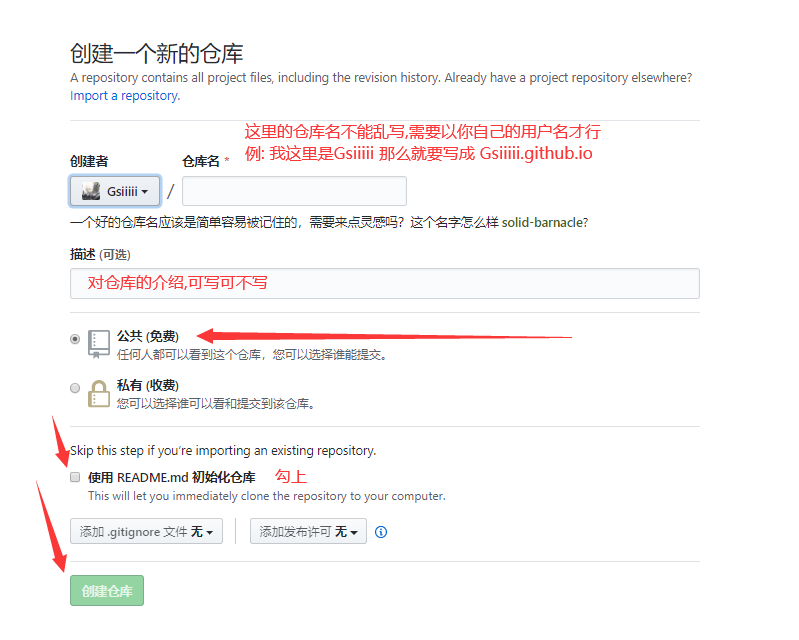 创建一个新的仓库
A repository contains all project files, including the revision history. Already have a project repository elsewhere?
Import a repository.
这里的仓库名不能乱写,需要以你自己的用户名才行
例: 我这里是Gsiiiii 那么就要写成 Gsiiiii.github.io
创建者 仓库名 *
Gsiiiii /
一个好的仓库名应该是简单容易被记住的，需要来点灵感吗？这个名字怎么样 solid-barnacle?
描述 (可选)
对仓库的介绍,可写可不写
公共 (免费)
任何人都可以看到这个仓库，您可以选择谁能提交。
私有 (收费)
您可以选择谁可以看和提交到该仓库。
Skip this step if you're importing an existing repository.
使用 README.md 初始化仓库 勾上
This will let you immediately clone the repository to your computer.
添加 .gitignore 文件 无 添加发布许可 无
创建仓库